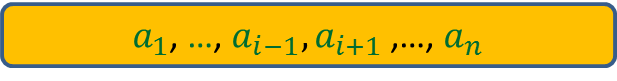 a₁, ..., aᵢ₋₁, aᵢ₊₁ ,..., aₙ